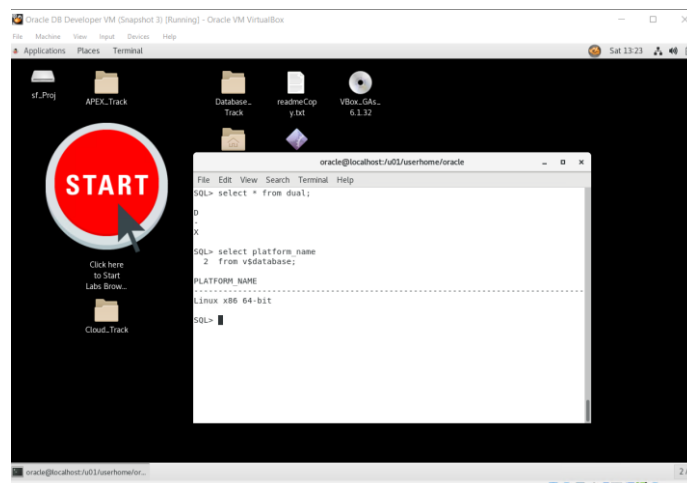 Oracle DB Developer VM (Snapshot 3) [Running] - Oracle VM VirtualBox
File Machine View Input Devices Help
Applications Places Terminal
Sat 13:23
sf_Proj
APEX_Track
Database_
Track
readmeCop
y.txt
VBox_GAs_
6.1.32
START
Click here
to Start
Labs Brow...
Cloud_Track
oracle@localhost:/u01/userhome/oracle
File Edit View Search Terminal Help
SQL> select * from dual;
D
-
X
SQL> select platform_name
2 from v$database;
PLATFORM_NAME
--------------------------------------------------------------------------------
Linux x86 64-bit
SQL>
oracle@localhost:/u01/userhome/or...